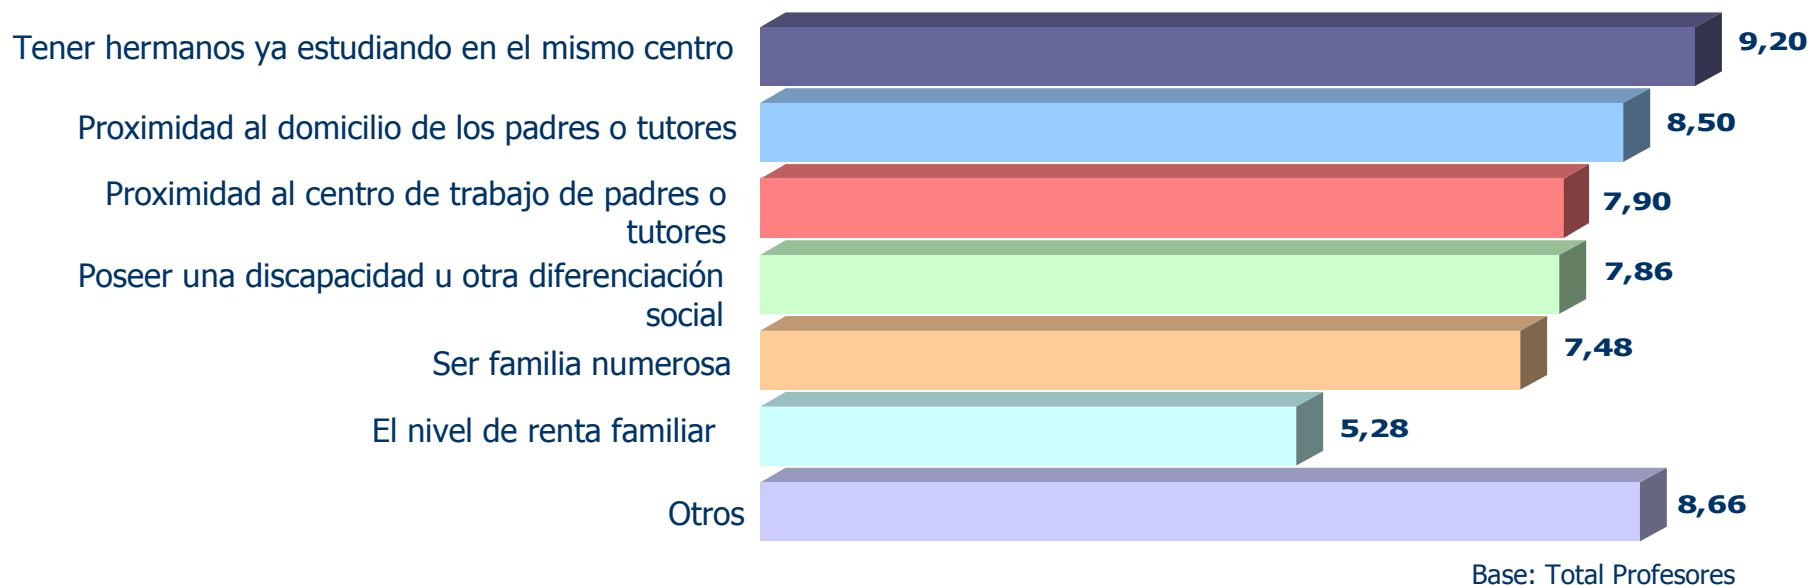 Tener hermanos ya estudiando en el mismo centro
9,20
Proximidad al domicilio de los padres o tutores
8,50
Proximidad al centro de trabajo de padres o
tutores
7,90
Poseer una discapacidad u otra diferenciación
social
7,86
Ser familia numerosa
7,48
El nivel de renta familiar
5,28
Otros
8,66
Base: Total Profesores